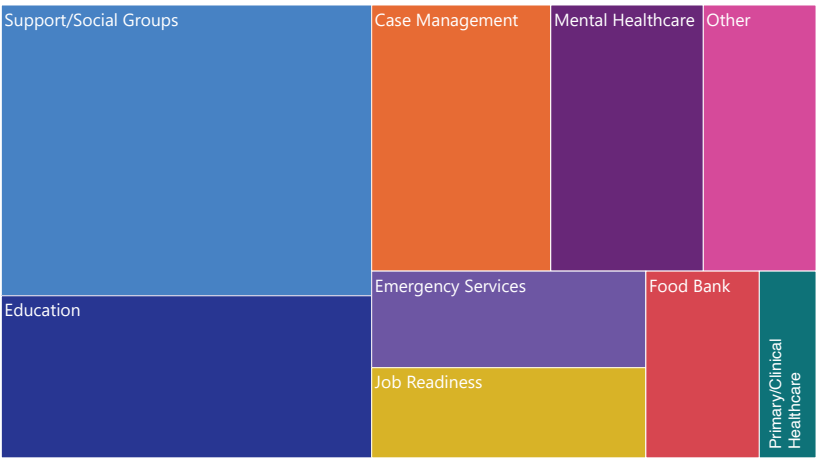 Support/Social Groups
Case Management
Mental Healthcare
Other
Education
Emergency Services
Food Bank
Job Readiness
Primary/Clinical
Healthcare